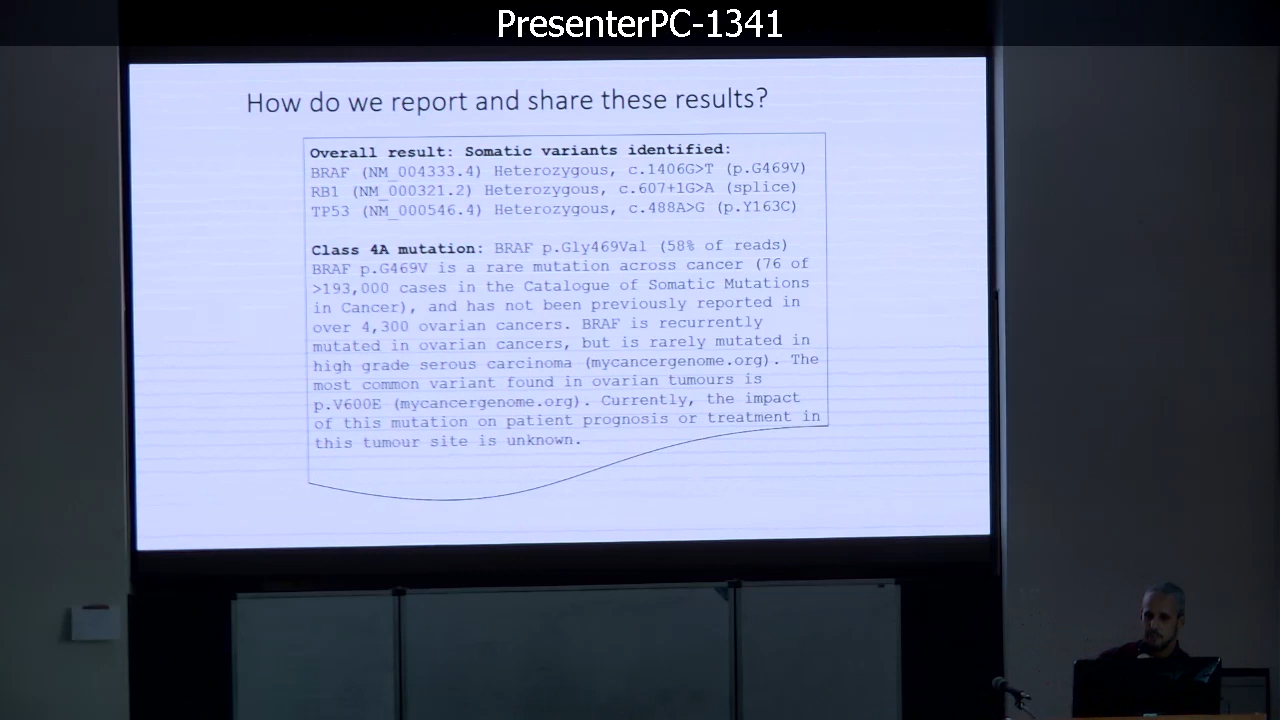 PresenterPC-1341
How do we report and share these results?
Overall result: Somatic variants identified:
BRAF (NM_004333.4) Heterozygous, c.1406G>T (p.G469V)
RB1 (NM_000321.2) Heterozygous, c.607+1G>A (splice)
TP53 (NM_000546.4) Heterozygous, c.488A>G (p.Y163C)
Class 4A mutation: BRAF p.Gly469Val (58% of reads)
BRAF p.G469V is a rare mutation across cancer (76 of
>193,000 cases in the Catalogue of Somatic Mutations
in Cancer), and has not been previously reported in
over 4,300 ovarian cancers. BRAF is recurrently
mutated in ovarian cancers, but is rarely mutated in
high grade serous carcinoma (mycancergenome.org). The
most common variant found in ovarian tumours is
p.V600E (mycancergenome.org). Currently, the impact
of this mutation on patient prognosis or treatment in
this tumour site is unknown.